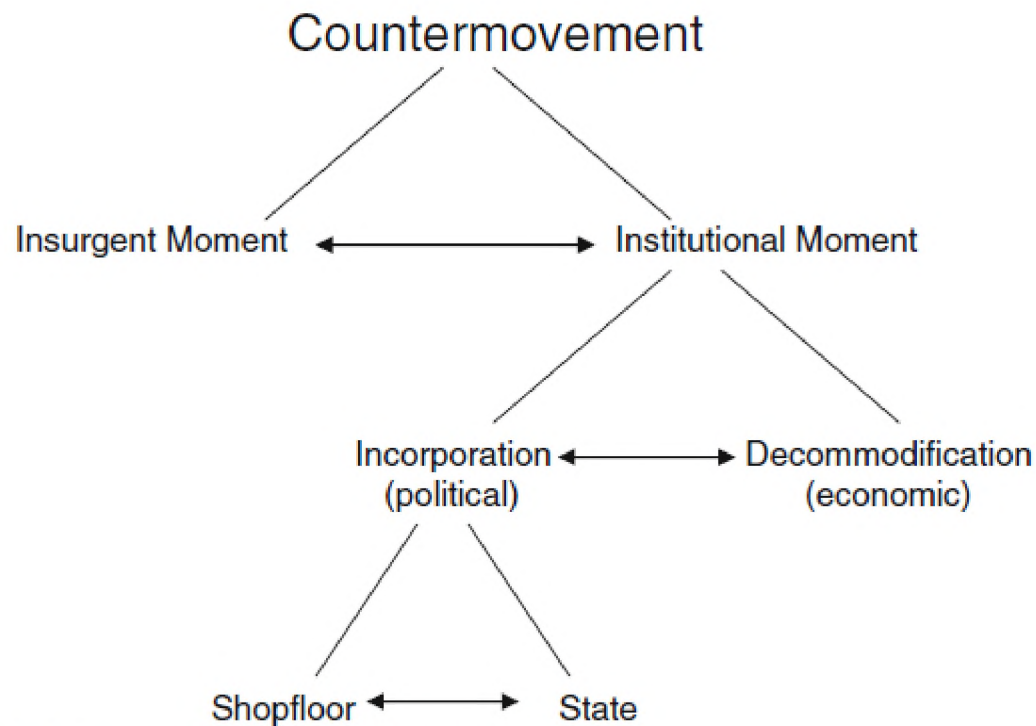 Countermovement
Insurgent Moment
Institutional Moment
Incorporation
(political)
Decommodification
(economic)
Shopfloor
State